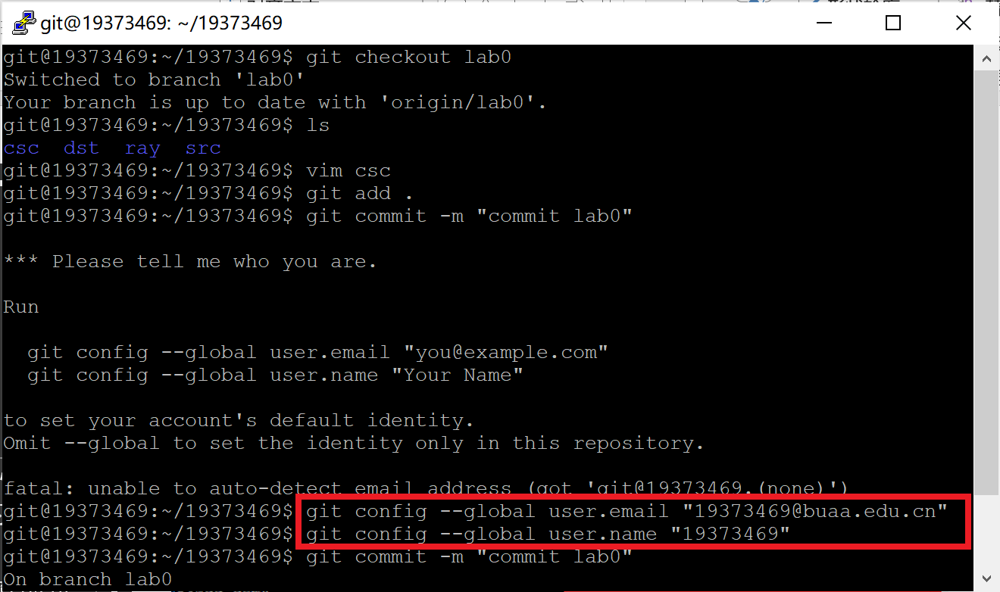 git@19373469: ~/19373469
git@19373469:~/19373469$ git checkout lab0
Switched to branch 'lab0'
Your branch is up to date with 'origin/lab0'.
git@19373469:~/19373469$ ls
csc  dst  ray  src
git@19373469:~/19373469$ vim csc
git@19373469:~/19373469$ git add .
git@19373469:~/19373469$ git commit -m "commit lab0"
*** Please tell me who you are.
Run
  git config --global user.email "you@example.com"
  git config --global user.name "Your Name"
to set your account's default identity.
Omit --global to set the identity only in this repository.
fatal: unable to auto-detect email address (got 'git@19373469.(none)')
git@19373469:~/19373469$ git config --global user.email "19373469@buaa.edu.cn"
git@19373469:~/19373469$ git config --global user.name "19373469"
git@19373469:~/19373469$ git commit -m "commit lab0"
On branch lab0